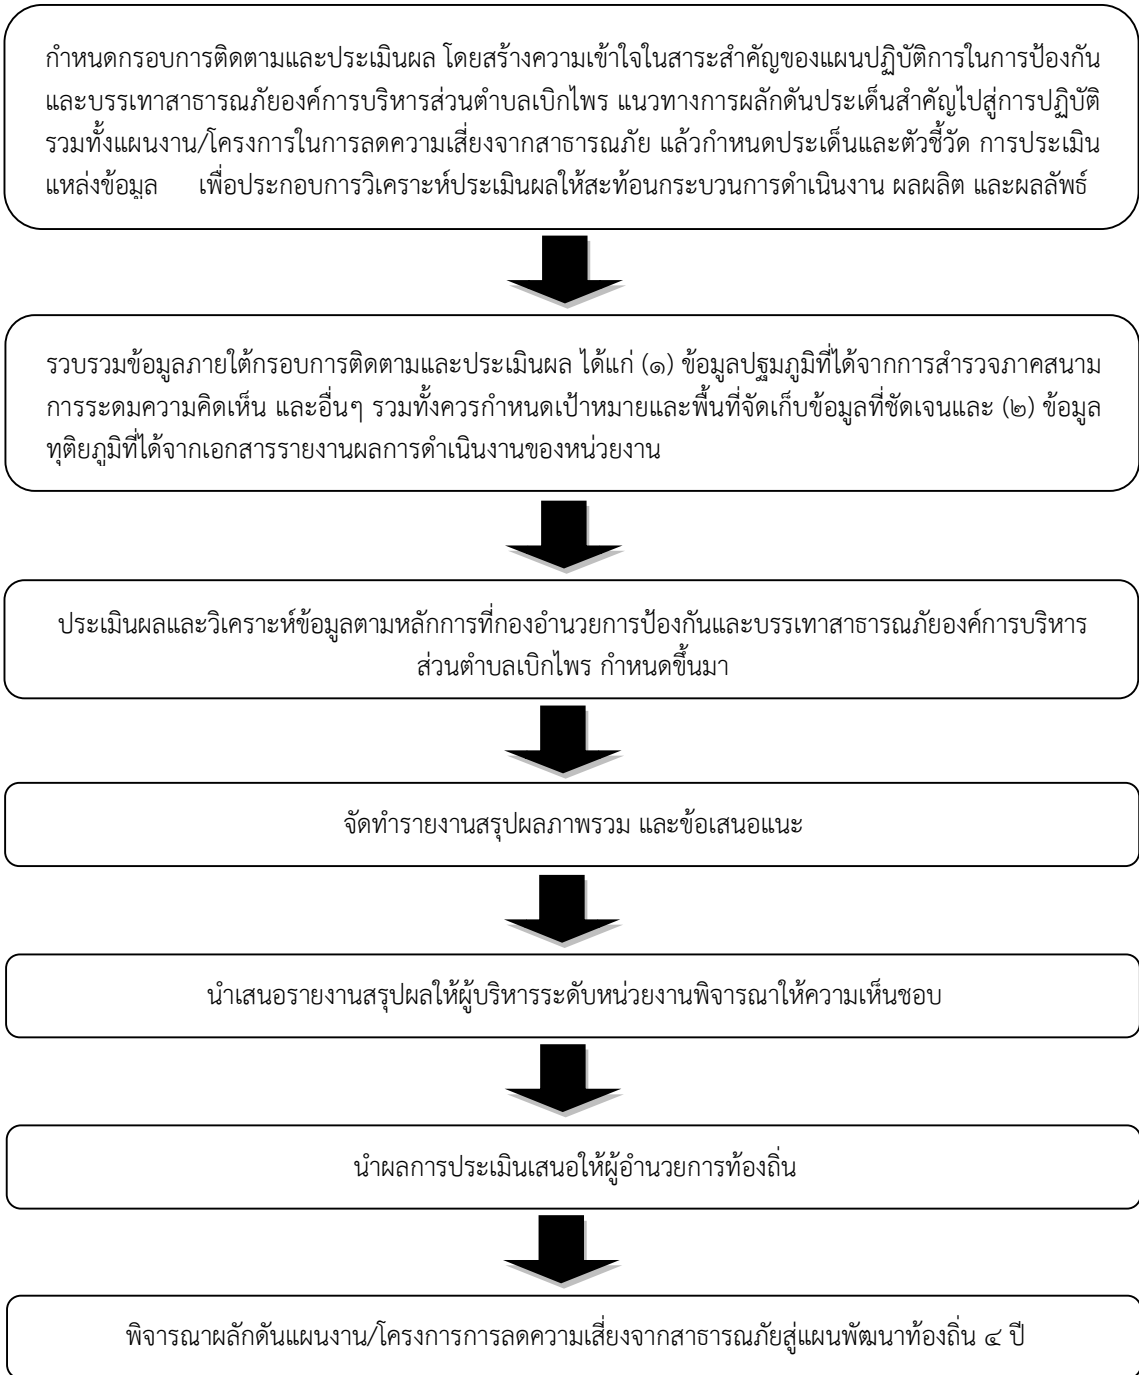 กำหนดกรอบการติดตามและประเมินผล โดยสร้างความเข้าใจในสาระสำคัญของแผนปฏิบัติการในการป้องกัน
และบรรเทาสาธารณภัยองค์การบริหารส่วนตำบลเบิกไพร แนวทางการผลักดันประเด็นสำคัญไปสู่การปฏิบัติ
รวมทั้งแผนงาน/โครงการในการลดความเสี่ยงจากสาธารณภัย แล้วกำหนดประเด็นและตัวชี้วัด การประเมิน
แหล่งข้อมูล เพื่อประกอบการวิเคราะห์ประเมินผลให้สะท้อนกระบวนการดำเนินงาน ผลผลิต และผลลัพธ์
รวบรวมข้อมูลภายใต้กรอบการติดตามและประเมินผล ได้แก่ (๑) ข้อมูลปฐมภูมิที่ได้จากการสำรวจภาคสนาม
การระดมความคิดเห็น และอื่นๆ รวมทั้งควรกำหนดเป้าหมายและพื้นที่จัดเก็บข้อมูลที่ชัดเจนและ (๒) ข้อมูล
ทุติยภูมิที่ได้จากเอกสารรายงานผลการดำเนินงานของหน่วยงาน
ประเมินผลและวิเคราะห์ข้อมูลตามหลักการที่กองอำนวยการป้องกันและบรรเทาสาธารณภัยองค์การบริหาร
ส่วนตำบลเบิกไพร กำหนดขึ้นมา
จัดทำรายงานสรุปผลภาพรวม และข้อเสนอแนะ
นำเสนอรายงานสรุปผลให้ผู้บริหารระดับหน่วยงานพิจารณาให้ความเห็นชอบ
นำผลการประเมินเสนอให้ผู้อำนวยการท้องถิ่น
พิจารณาผลักดันแผนงาน/โครงการการลดความเสี่ยงจากสาธารณภัยสู่แผนพัฒนาท้องถิ่น ๔ ปี